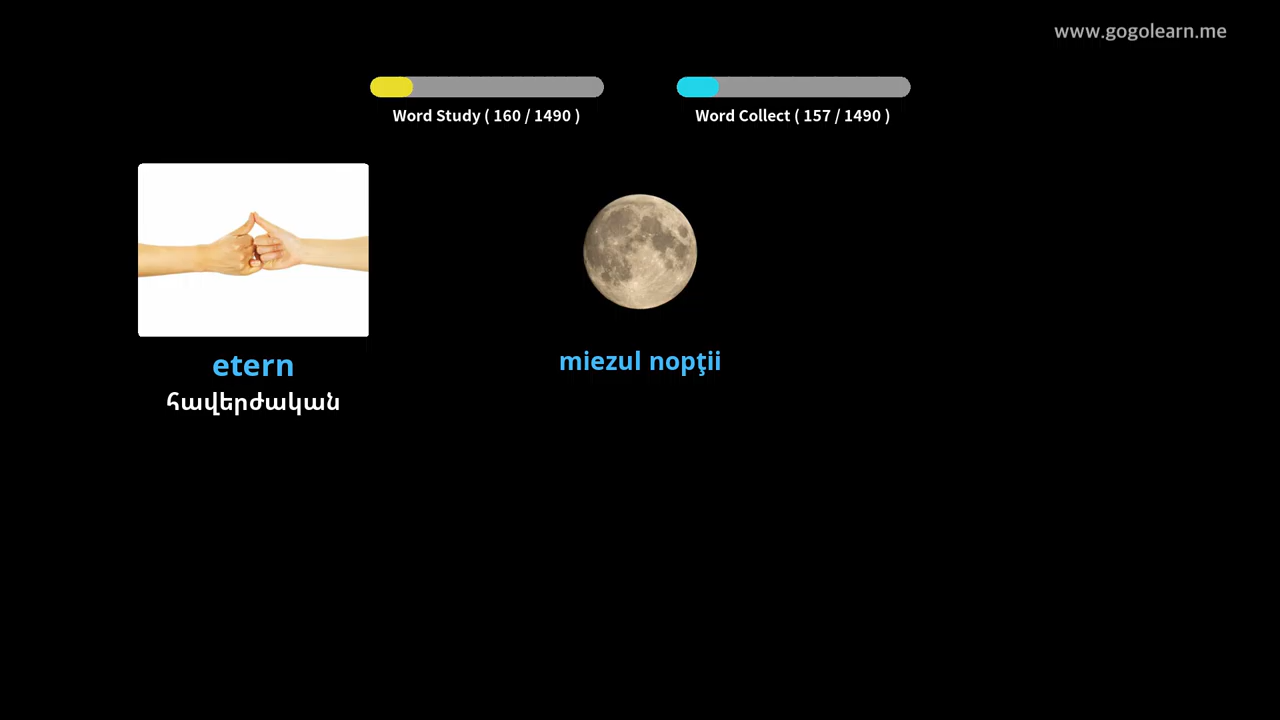 www.gogolearn.me
Word Study ( 160 / 1490 )
Word Collect ( 157 / 1490 )
etern
հավերժական
miezul nopţii